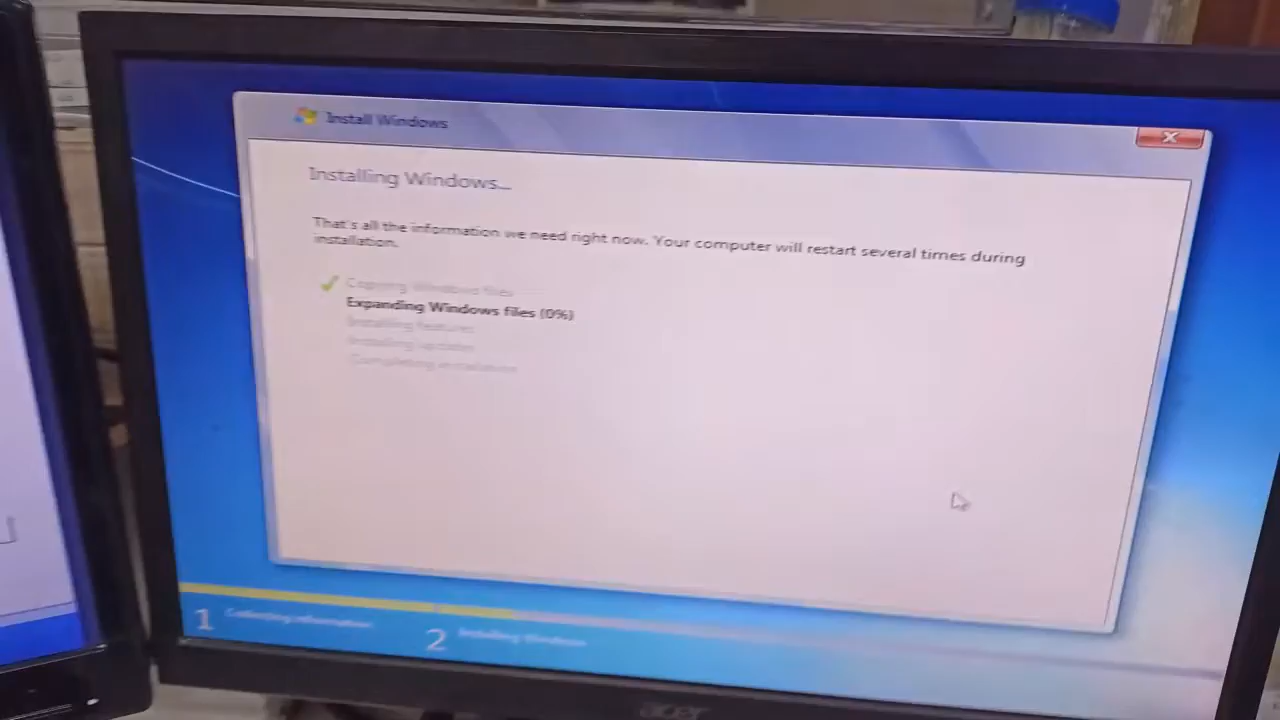 Install Windows
Installing Windows...
That's all the information we need right now. Your computer will restart several times during
installation.
Copying Windows files
Expanding Windows files (0%)
Installing features
Installing updates
Completing installation
1 Collecting information
2 Installing Windows
acer